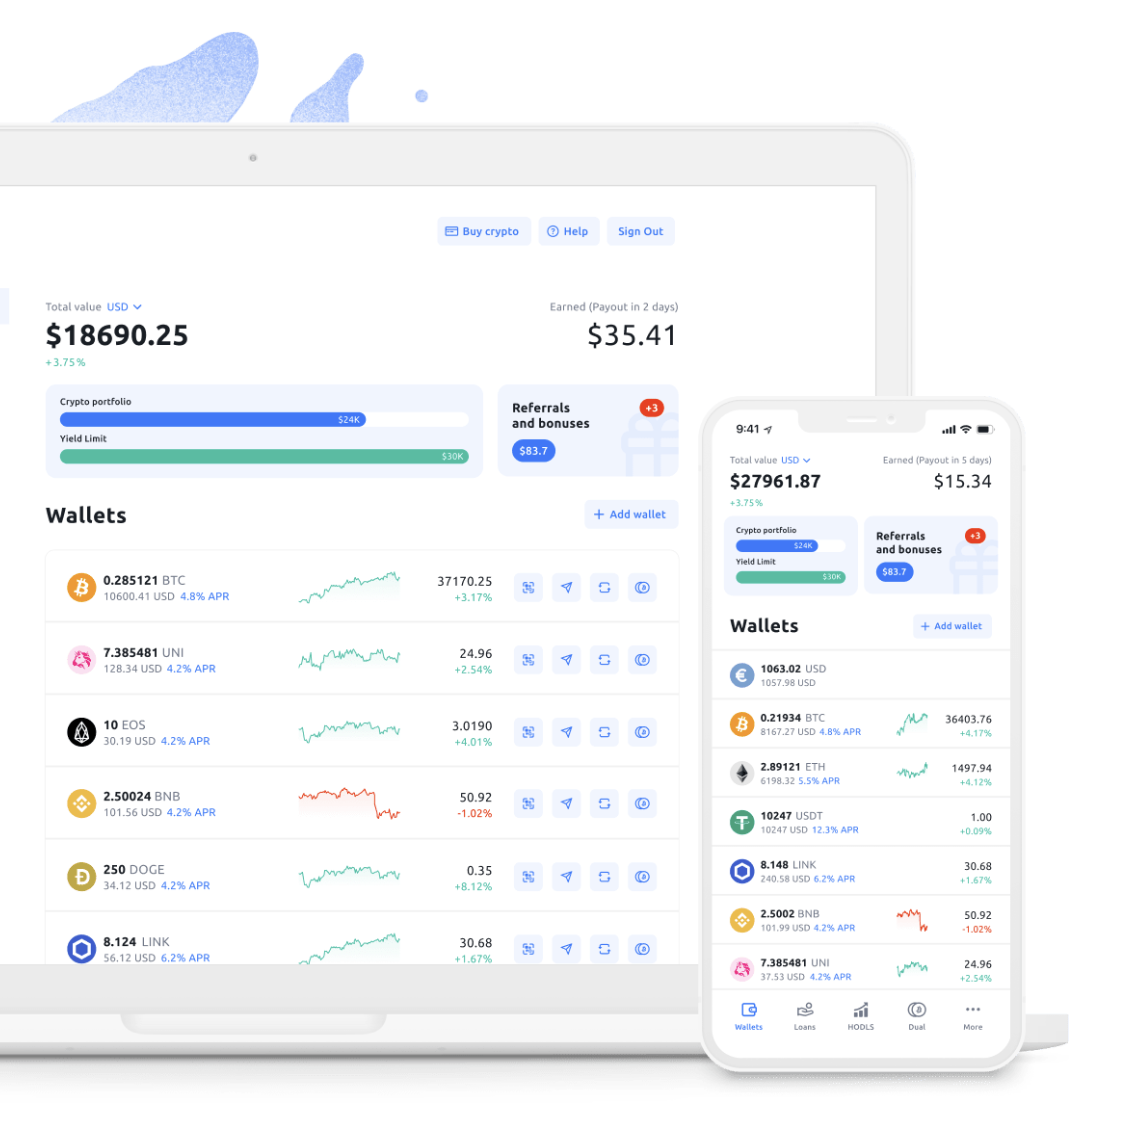 Buy crypto
Help
Sign Out
Total value USD
Earned (Payout in 2 days)
$18690.25
$35.41
+3.75%
Crypto portfolio
$24K
Yield Limit
$30K
Referrals
and bonuses
+3
$83.7
Wallets
+ Add wallet
0.285121 BTC
10600.41 USD 4.8% APR
37170.25
+3.17%
7.385481 UNI
128.34 USD 4.2% APR
24.96
+2.54%
10 EOS
30.19 USD 4.2% APR
3.0190
+4.01%
2.50024 BNB
101.56 USD 4.2% APR
50.92
-1.02%
250 DOGE
34.12 USD 4.2% APR
0.35
+8.12%
8.124 LINK
56.12 USD 6.2% APR
30.68
+1.67%
9:41
Total value USD
Earned (Payout in 5 days)
$27961.87
$15.34
+3.75%
Crypto portfolio
$24K
Yield Limit
$30K
Referrals
and bonuses
+3
$83.7
Wallets
+ Add wallet
1063.02 USD
1057.98 USD
0.21934 BTC
8167.27 USD 4.8% APR
36403.76
+4.17%
2.89121 ETH
6198.32 5.5% APR
1497.94
+4.12%
10247 USDT
10247 USD 12.3% APR
1.00
+0.09%
8.148 LINK
240.58 USD 6.2% APR
30.68
+1.67%
2.5002 BNB
101.99 USD 4.2% APR
50.92
-1.02%
7.385481 UNI
37.53 USD 4.2% APR
24.96
+2.54%
Wallets
Loans
HODLS
Dual
More